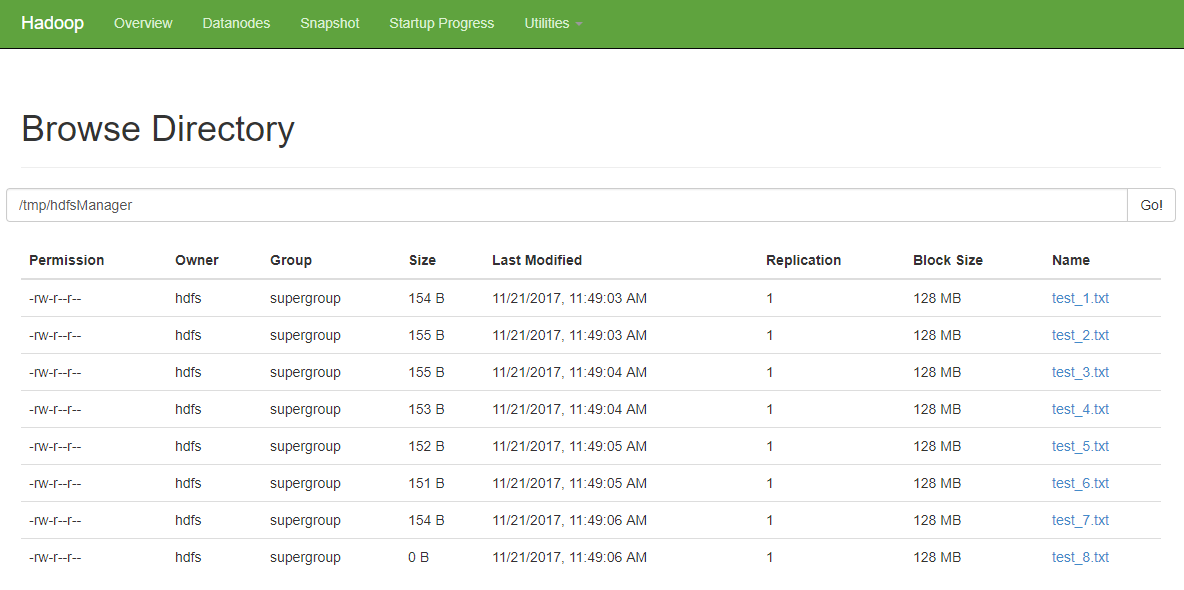 Hadoop Overview Datanodes Snapshot Startup Progress Utilities
Browse Directory
/tmp/hdfsManager Go!
Permission Owner Group Size Last Modified Replication Block Size Name
-rw-r--r-- hdfs supergroup 154 B 11/21/2017, 11:49:03 AM 1 128 MB test_1.txt
-rw-r--r-- hdfs supergroup 155 B 11/21/2017, 11:49:03 AM 1 128 MB test_2.txt
-rw-r--r-- hdfs supergroup 155 B 11/21/2017, 11:49:04 AM 1 128 MB test_3.txt
-rw-r--r-- hdfs supergroup 153 B 11/21/2017, 11:49:04 AM 1 128 MB test_4.txt
-rw-r--r-- hdfs supergroup 152 B 11/21/2017, 11:49:05 AM 1 128 MB test_5.txt
-rw-r--r-- hdfs supergroup 151 B 11/21/2017, 11:49:05 AM 1 128 MB test_6.txt
-rw-r--r-- hdfs supergroup 154 B 11/21/2017, 11:49:06 AM 1 128 MB test_7.txt
-rw-r--r-- hdfs supergroup 0 B 11/21/2017, 11:49:06 AM 1 128 MB test_8.txt